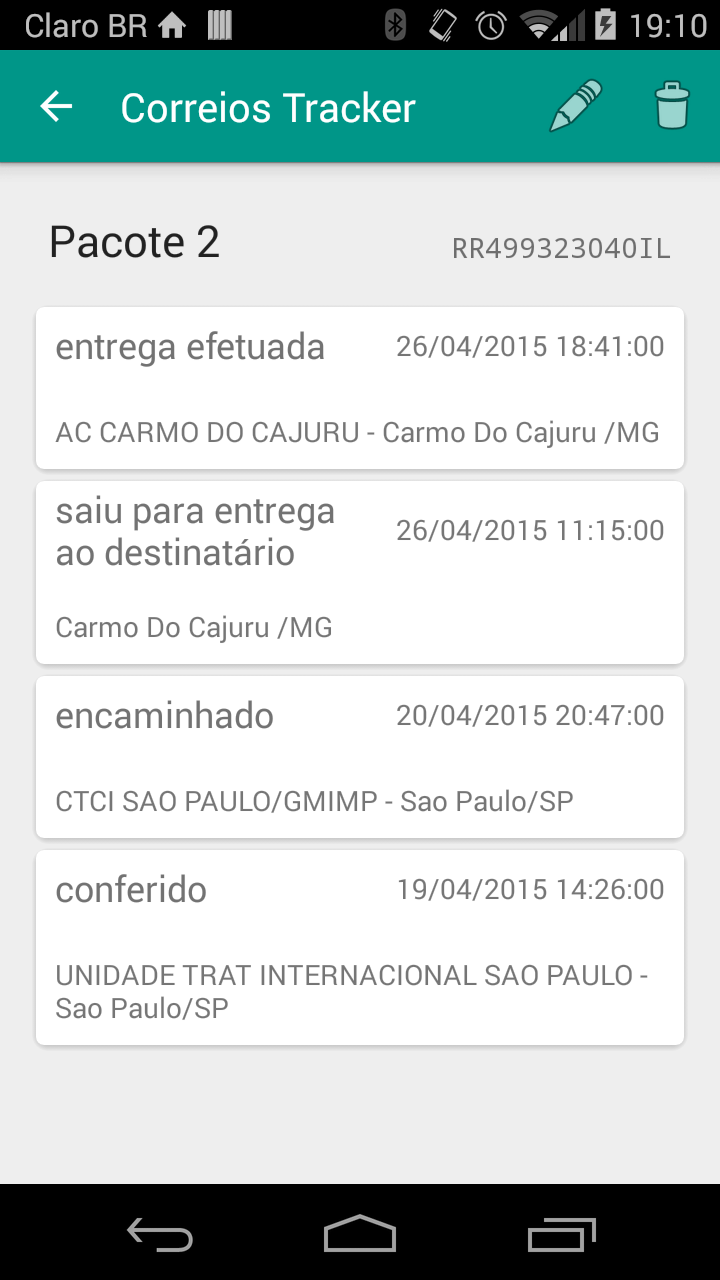 Claro BR 19:10
Correios Tracker
Pacote 2 RR499323040IL
entrega efetuada 26/04/2015 18:41:00
AC CARMO DO CAJURU - Carmo Do Cajuru /MG
saiu para entrega
ao destinatário 26/04/2015 11:15:00
Carmo Do Cajuru /MG
encaminhado 20/04/2015 20:47:00
CTCI SAO PAULO/GMIMP - Sao Paulo/SP
conferido 19/04/2015 14:26:00
UNIDADE TRAT INTERNACIONAL SAO PAULO -
Sao Paulo/SP